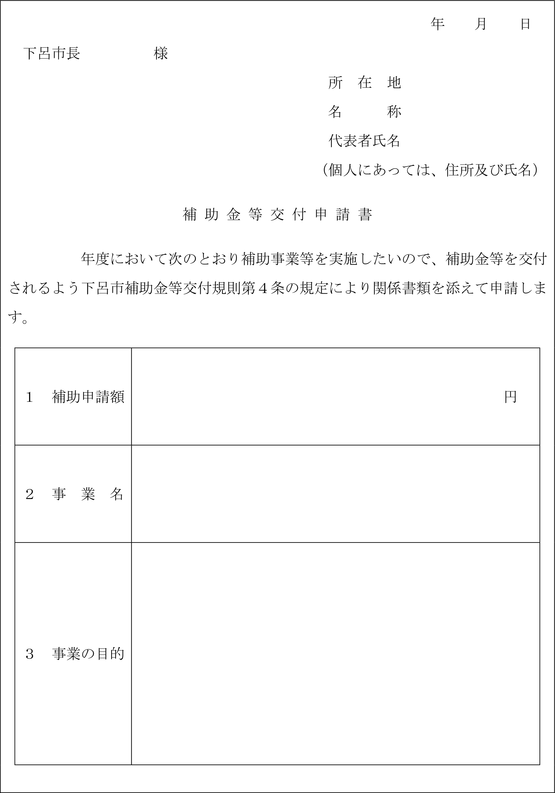 年　　月　　日
下呂市長　　　　　様
所　在　地
名　　　称
代表者氏名
（個人にあっては、住所及び氏名）
補 助 金 等 交 付 申 請 書
年度において次のとおり補助事業等を実施したいので、補助金等を交付
されるよう下呂市補助金等交付規則第４条の規定により関係書類を添えて申請しま
す。
１　補助申請額
円
２　事　業　名
３　事業の目的